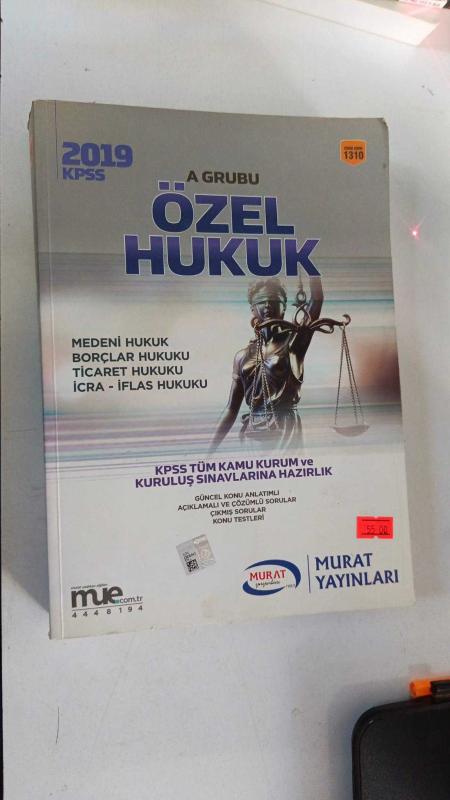 2019
KPSS
1310
A GRUBU
ÖZEL
HUKUK
MEDENİ HUKUK
BORÇLAR HUKUKU
TİCARET HUKUKU
İCRA - İFLAS HUKUKU
KPSS TÜM KAMU KURUM ve
KURULUŞ SINAVLARINA HAZIRLIK
GÜNCEL KONU ANLATIMLI
AÇIKLAMALI VE ÇÖZÜMLÜ SORULAR
ÇIKMIŞ SORULAR
KONU TESTLERİ
55.00
MURAT
yayınları
MURAT
YAYINLARI
mue.com.tr
4448194